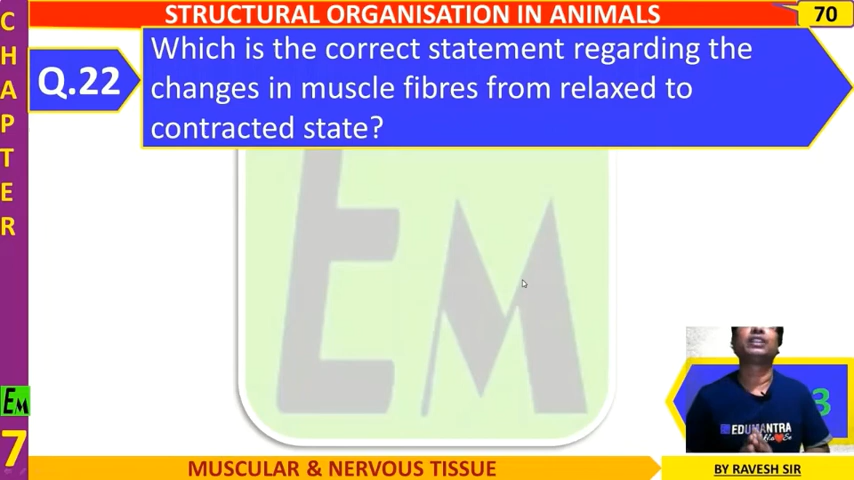 STRUCTURAL ORGANISATION IN ANIMALS
70
CHAPTER
Q.22
Which is the correct statement regarding the
changes in muscle fibres from relaxed to
contracted state?
EM
3
EDUMANTRA
EM
7
MUSCULAR & NERVOUS TISSUE
BY RAVESH SIR